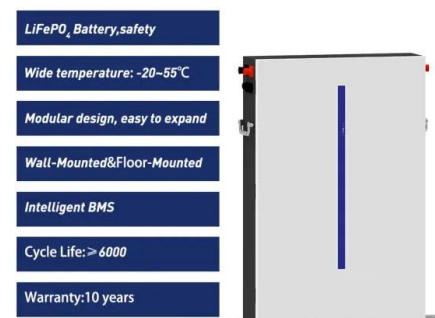 LiFePO₄ Battery,safety
Wide temperature: -20~55℃
Modular design, easy to expand
Wall-Mounted&Floor-Mounted
Intelligent BMS
Cycle Life:≥6000
Warranty:10 years